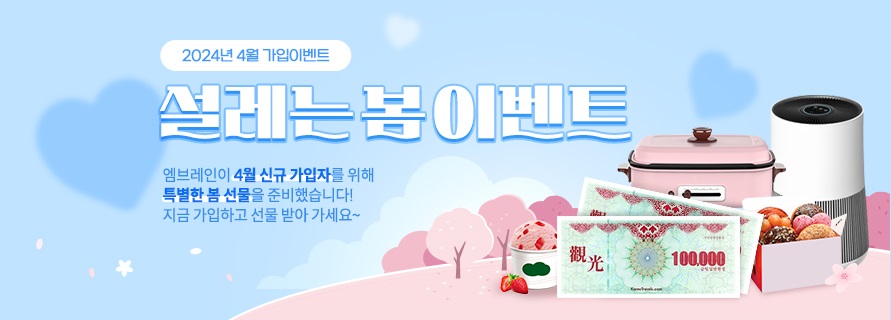 2024년 4월 가입이벤트
설레는 봄 이벤트
엠브레인이 4월 신규 가입자를 위해
특별한 봄 선물을 준비했습니다!
지금 가입하고 선물 받아 가세요~
觀光
100,000